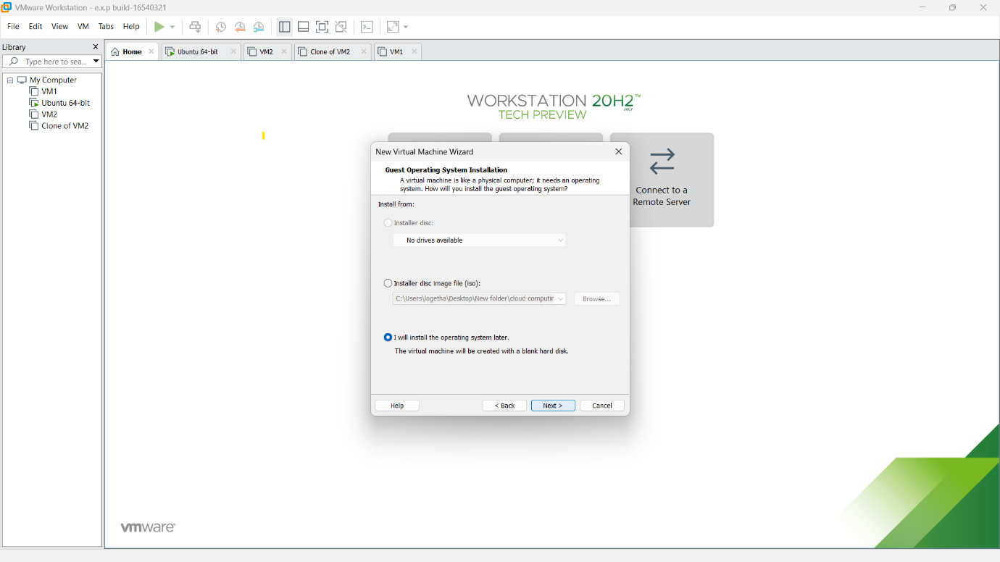 VMware Workstation - e.x.p build-16540321
File Edit View VM Tabs Help
Library
Type here to sea...
My Computer
VM1
Ubuntu 64-bit
VM2
Clone of VM2
Home
Ubuntu 64-bit
VM2
Clone of VM2
VM1
WORKSTATION 20H2™
JULY
TECH PREVIEW
Connect to a
Remote Server
New Virtual Machine Wizard
Guest Operating System Installation
A virtual machine is like a physical computer; it needs an operating
system. How will you install the guest operating system?
Install from:
Installer disc:
No drives available
Installer disc image file (iso):
C:\Users\logetha\Desktop\New folder\cloud computir
Browse...
I will install the operating system later.
The virtual machine will be created with a blank hard disk.
Help
< Back
Next >
Cancel
vmware